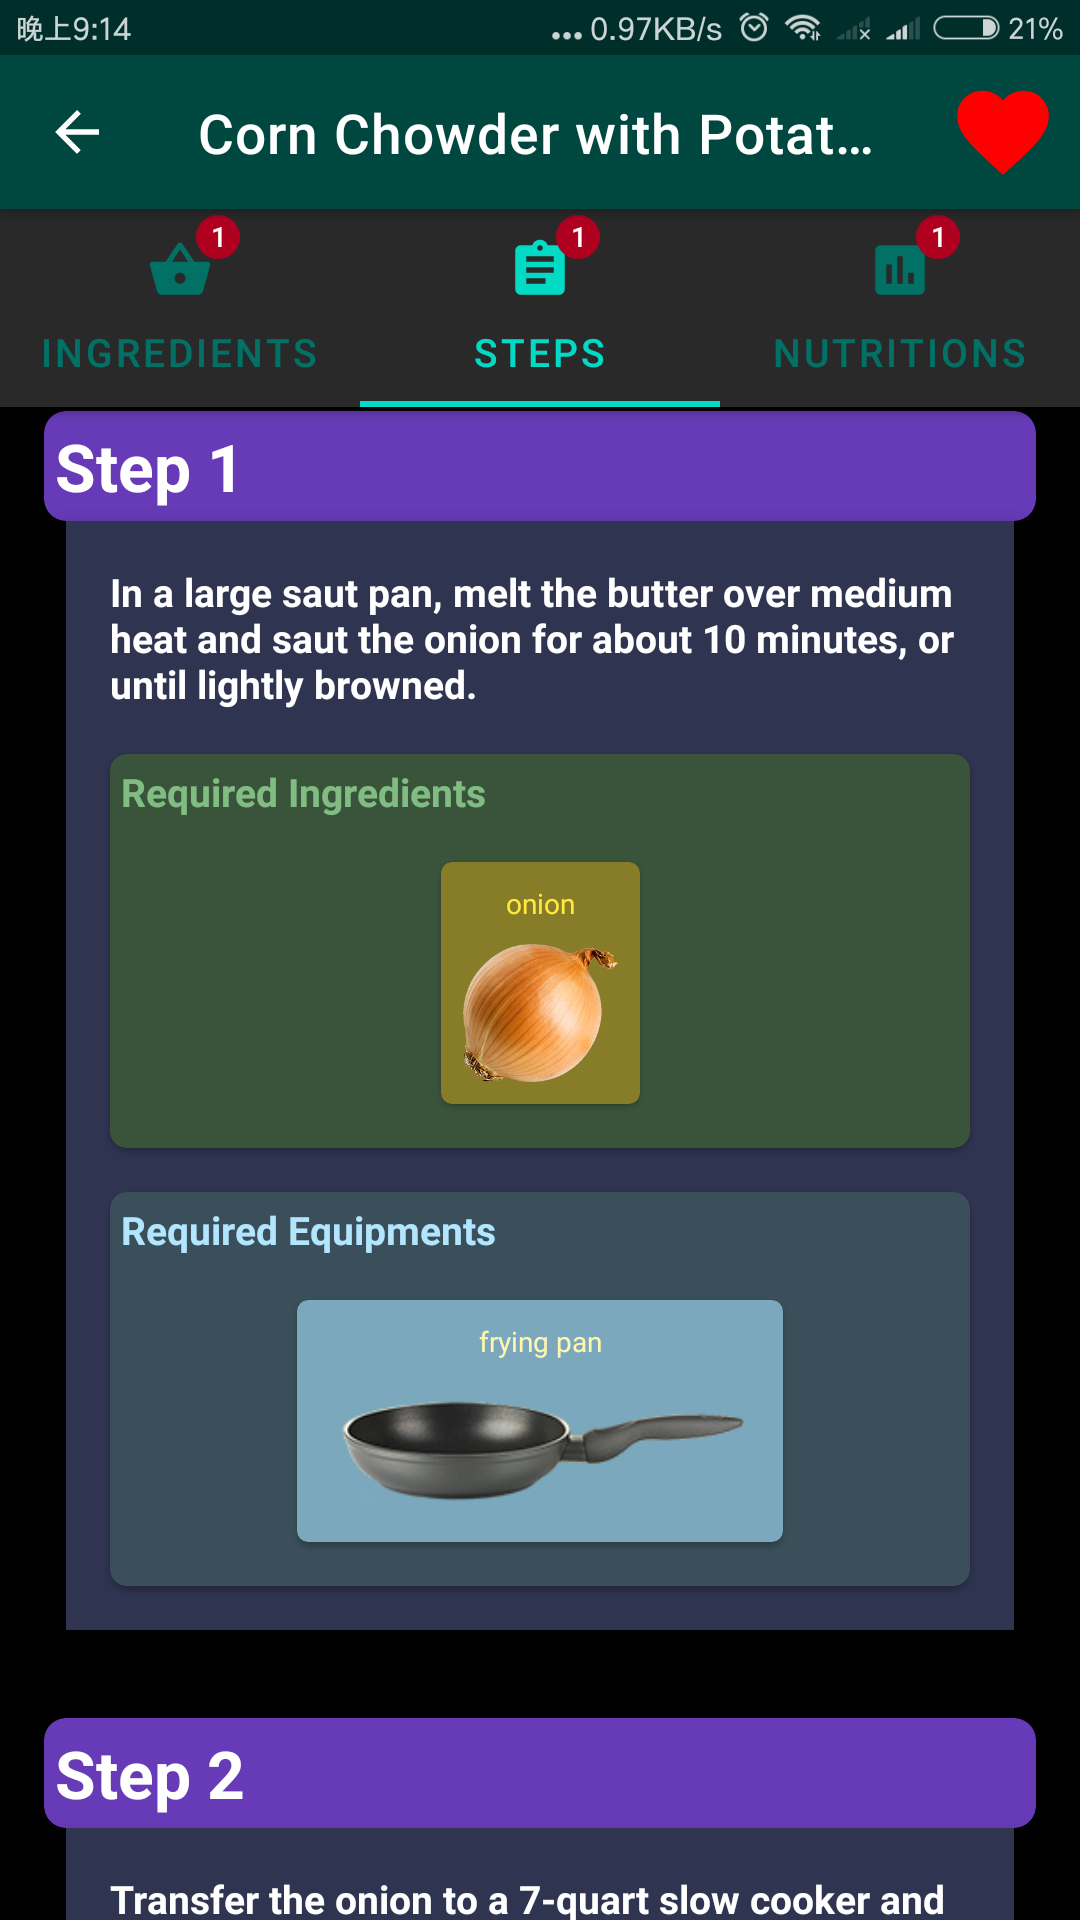 晚上9:14
... 0.97KB/s 21%
Corn Chowder with Potat...
1 1 1
INGREDIENTS STEPS NUTRITIONS
Step 1
In a large saut pan, melt the butter over medium
heat and saut the onion for about 10 minutes, or
until lightly browned.
Required Ingredients
onion
Required Equipments
frying pan
Step 2
Transfer the onion to a 7-quart slow cooker and